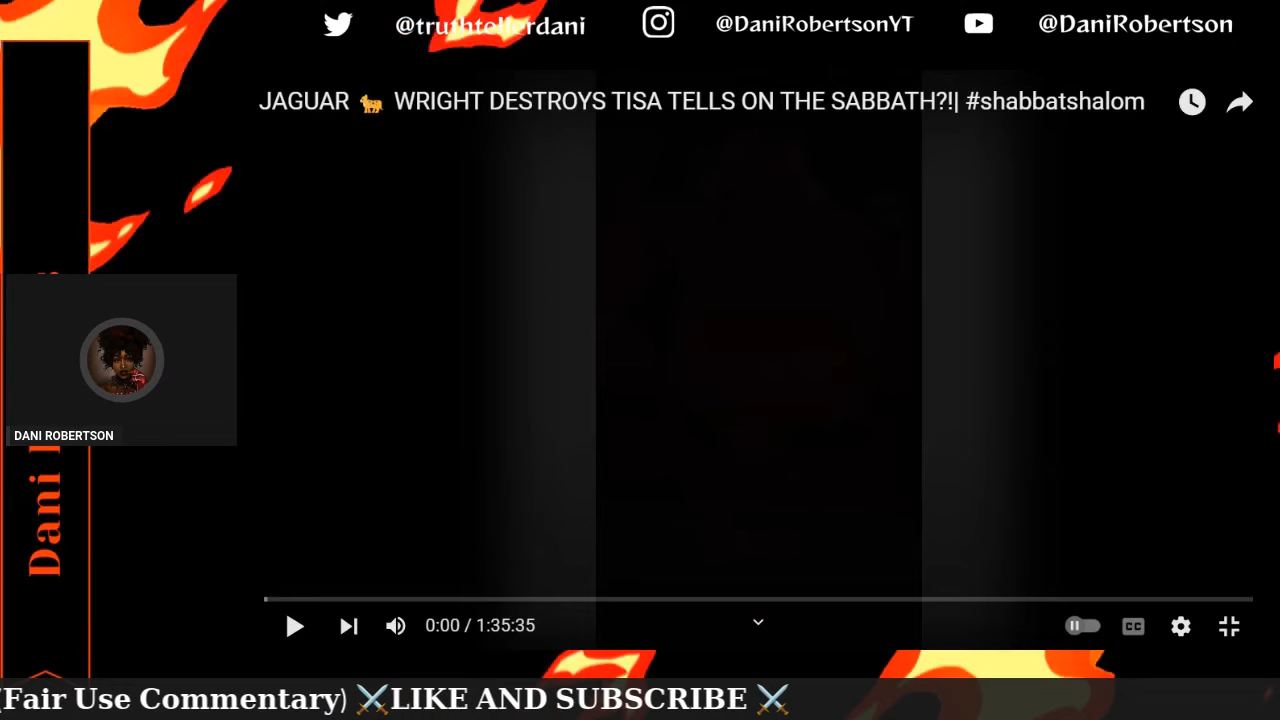 @truthtellerdani @DaniRobertsonYT @DaniRobertson
JAGUAR 🐆 WRIGHT DESTROYS TISA TELLS ON THE SABBATH?!| #shabbatshalom
DANI ROBERTSON
Dani
0:00 / 1:35:35
CC
(Fair Use Commentary) ⚔️LIKE AND SUBSCRIBE ⚔️